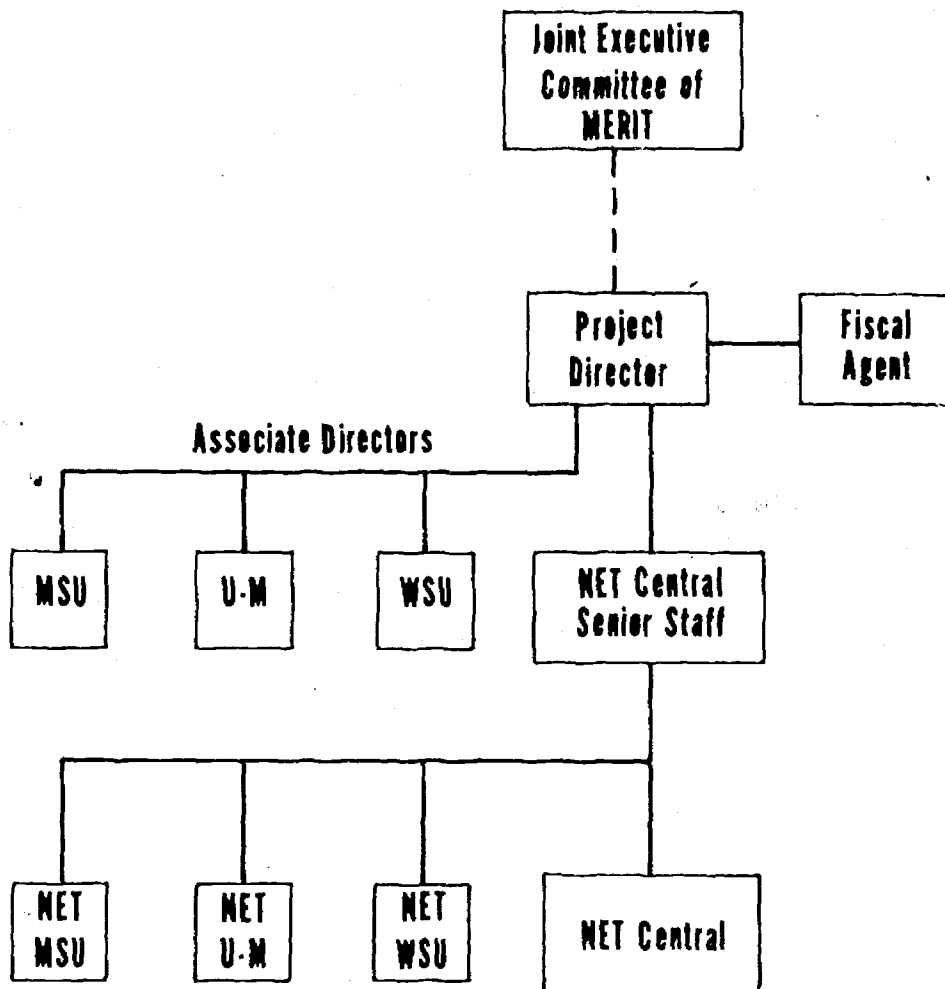 Joint Executive
Committee of
MERIT
Project
Director
Fiscal
Agent
Associate Directors
MSU
U-M
WSU
NET Central
Senior Staff
NET
MSU
NET
U-M
NET
WSU
NET Central